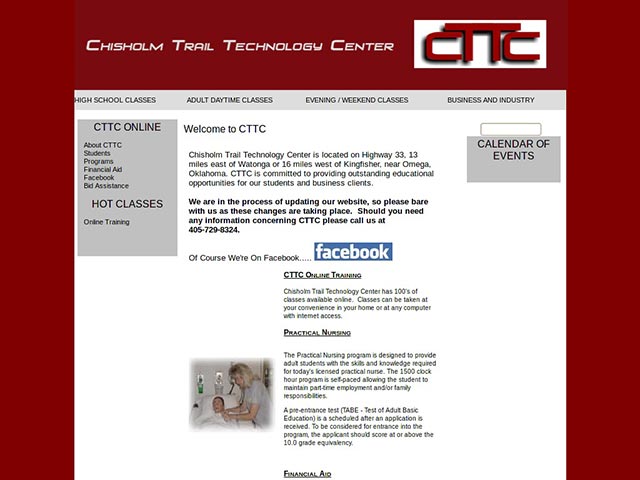 CHISHOLM TRAIL TECHNOLOGY CENTER
CTTC
HIGH SCHOOL CLASSES ADULT DAYTIME CLASSES EVENING / WEEKEND CLASSES BUSINESS AND INDUSTRY
CTTC ONLINE
About CTTC
Students
Programs
Financial Aid
Facebook
Bid Assistance
HOT CLASSES
Online Training
Welcome to CTTC
Chisholm Trail Technology Center is located on Highway 33, 13
miles east of Watonga or 16 miles west of Kingfisher, near Omega,
Oklahoma. CTTC is committed to providing outstanding educational
opportunities for our students and business clients.
We are in the process of updating our website, so please bare
with us as these changes are taking place.  Should you need
any information concerning CTTC please call us at
405-729-8324.
Of Course We're On Facebook..... facebook
CTTC ONLINE TRAINING
Chisholm Trail Technology Center has 100's of
classes available online.  Classes can be taken at
your convenience in your home or at any computer
with internet access.
PRACTICAL NURSING
The Practical Nursing program is designed to provide
adult students with the skills and knowledge required
for today's licensed practical nurse. The 1500 clock
hour program is self-paced allowing the student to
maintain part-time employment and/or family
responsibilities.
A pre-entrance test (TABE - Test of Adult Basic
Education) is a scheduled after an application is
received. To be considered for entrance into the
program, the applicant should score at or above the
10.0 grade equivalency.
FINANCIAL AID
CALENDAR OF
EVENTS